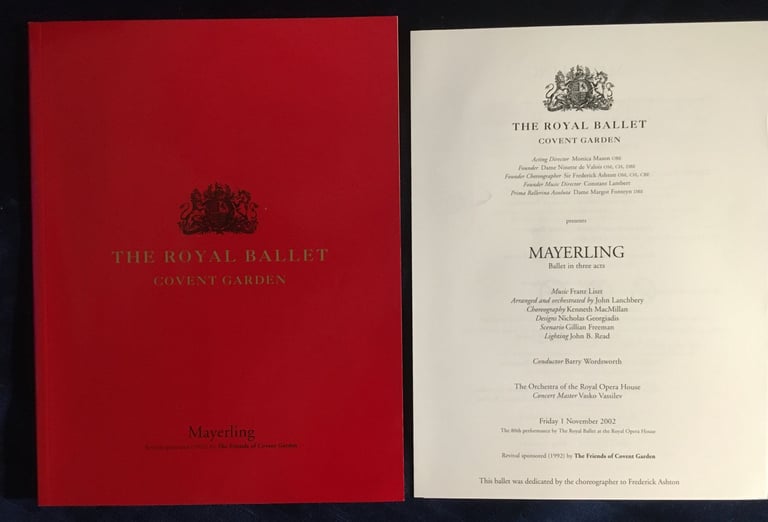 THE ROYAL BALLET
COVENT GARDEN
Mayerling
Revival sponsored (1992) by The Friends of Covent Garden
THE ROYAL BALLET
COVENT GARDEN
Acting Director Monica Mason OBE
Founder Dame Ninette de Valois OM, CH, DBE
Founder Choreographer Sir Frederick Ashton OM, CH, CBE
Founder Music Director Constant Lambert
Prima Ballerina Assoluta Dame Margot Fonteyn DBE
presents
MAYERLING
Ballet in three acts
Music Franz Liszt
Arranged and orchestrated by John Lanchbery
Choreography Kenneth MacMillan
Designs Nicholas Georgiadis
Scenario Gillian Freeman
Lighting John B. Read
Conductor Barry Wordsworth
The Orchestra of the Royal Opera House
Concert Master Vasko Vassilev
Friday 1 November 2002
The 80th performance by The Royal Ballet at the Royal Opera House
Revival sponsored (1992) by The Friends of Covent Garden
This ballet was dedicated by the choreographer to Frederick Ashton